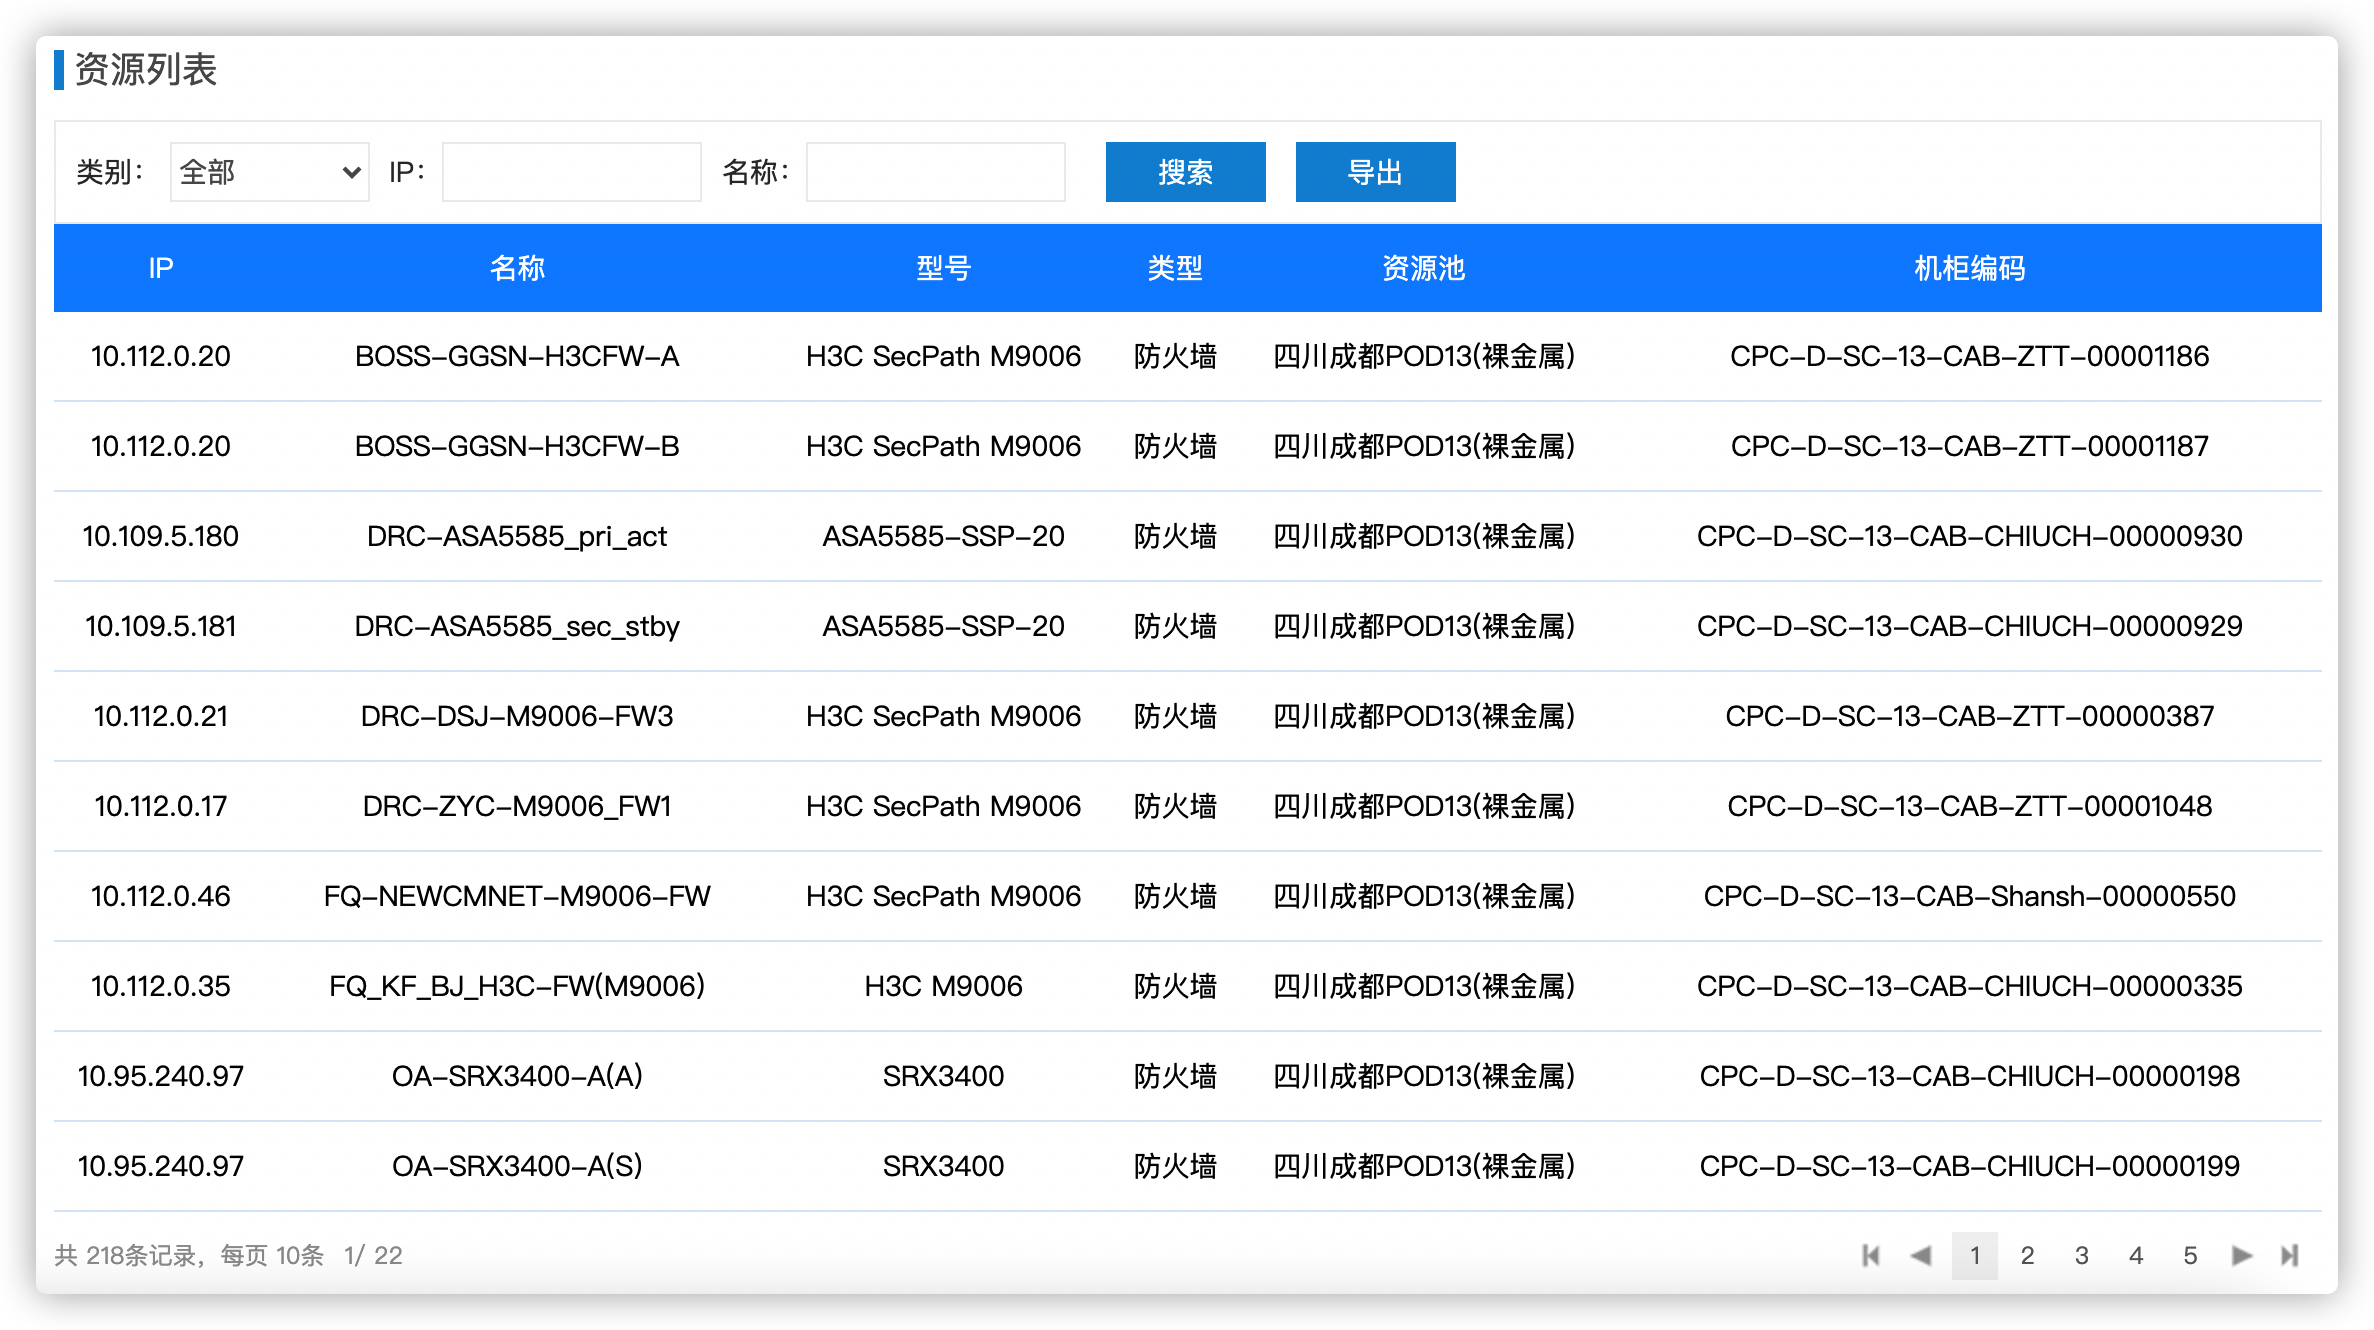 资源列表
类别： 全部 IP： 名称： 搜索 导出
IP 名称 型号 类型 资源池 机柜编码
10.112.0.20 BOSS-GGSN-H3CFW-A H3C SecPath M9006 防火墙 四川成都POD13(裸金属) CPC-D-SC-13-CAB-ZTT-00001186
10.112.0.20 BOSS-GGSN-H3CFW-B H3C SecPath M9006 防火墙 四川成都POD13(裸金属) CPC-D-SC-13-CAB-ZTT-00001187
10.109.5.180 DRC-ASA5585_pri_act ASA5585-SSP-20 防火墙 四川成都POD13(裸金属) CPC-D-SC-13-CAB-CHIUCH-00000930
10.109.5.181 DRC-ASA5585_sec_stby ASA5585-SSP-20 防火墙 四川成都POD13(裸金属) CPC-D-SC-13-CAB-CHIUCH-00000929
10.112.0.21 DRC-DSJ-M9006-FW3 H3C SecPath M9006 防火墙 四川成都POD13(裸金属) CPC-D-SC-13-CAB-ZTT-00000387
10.112.0.17 DRC-ZYC-M9006_FW1 H3C SecPath M9006 防火墙 四川成都POD13(裸金属) CPC-D-SC-13-CAB-ZTT-00001048
10.112.0.46 FQ-NEWCMNET-M9006-FW H3C SecPath M9006 防火墙 四川成都POD13(裸金属) CPC-D-SC-13-CAB-Shansh-00000550
10.112.0.35 FQ_KF_BJ_H3C-FW(M9006) H3C M9006 防火墙 四川成都POD13(裸金属) CPC-D-SC-13-CAB-CHIUCH-00000335
10.95.240.97 OA-SRX3400-A(A) SRX3400 防火墙 四川成都POD13(裸金属) CPC-D-SC-13-CAB-CHIUCH-00000198
10.95.240.97 OA-SRX3400-A(S) SRX3400 防火墙 四川成都POD13(裸金属) CPC-D-SC-13-CAB-CHIUCH-00000199
共 218条记录，每页 10条 1/ 22 1 2 3 4 5